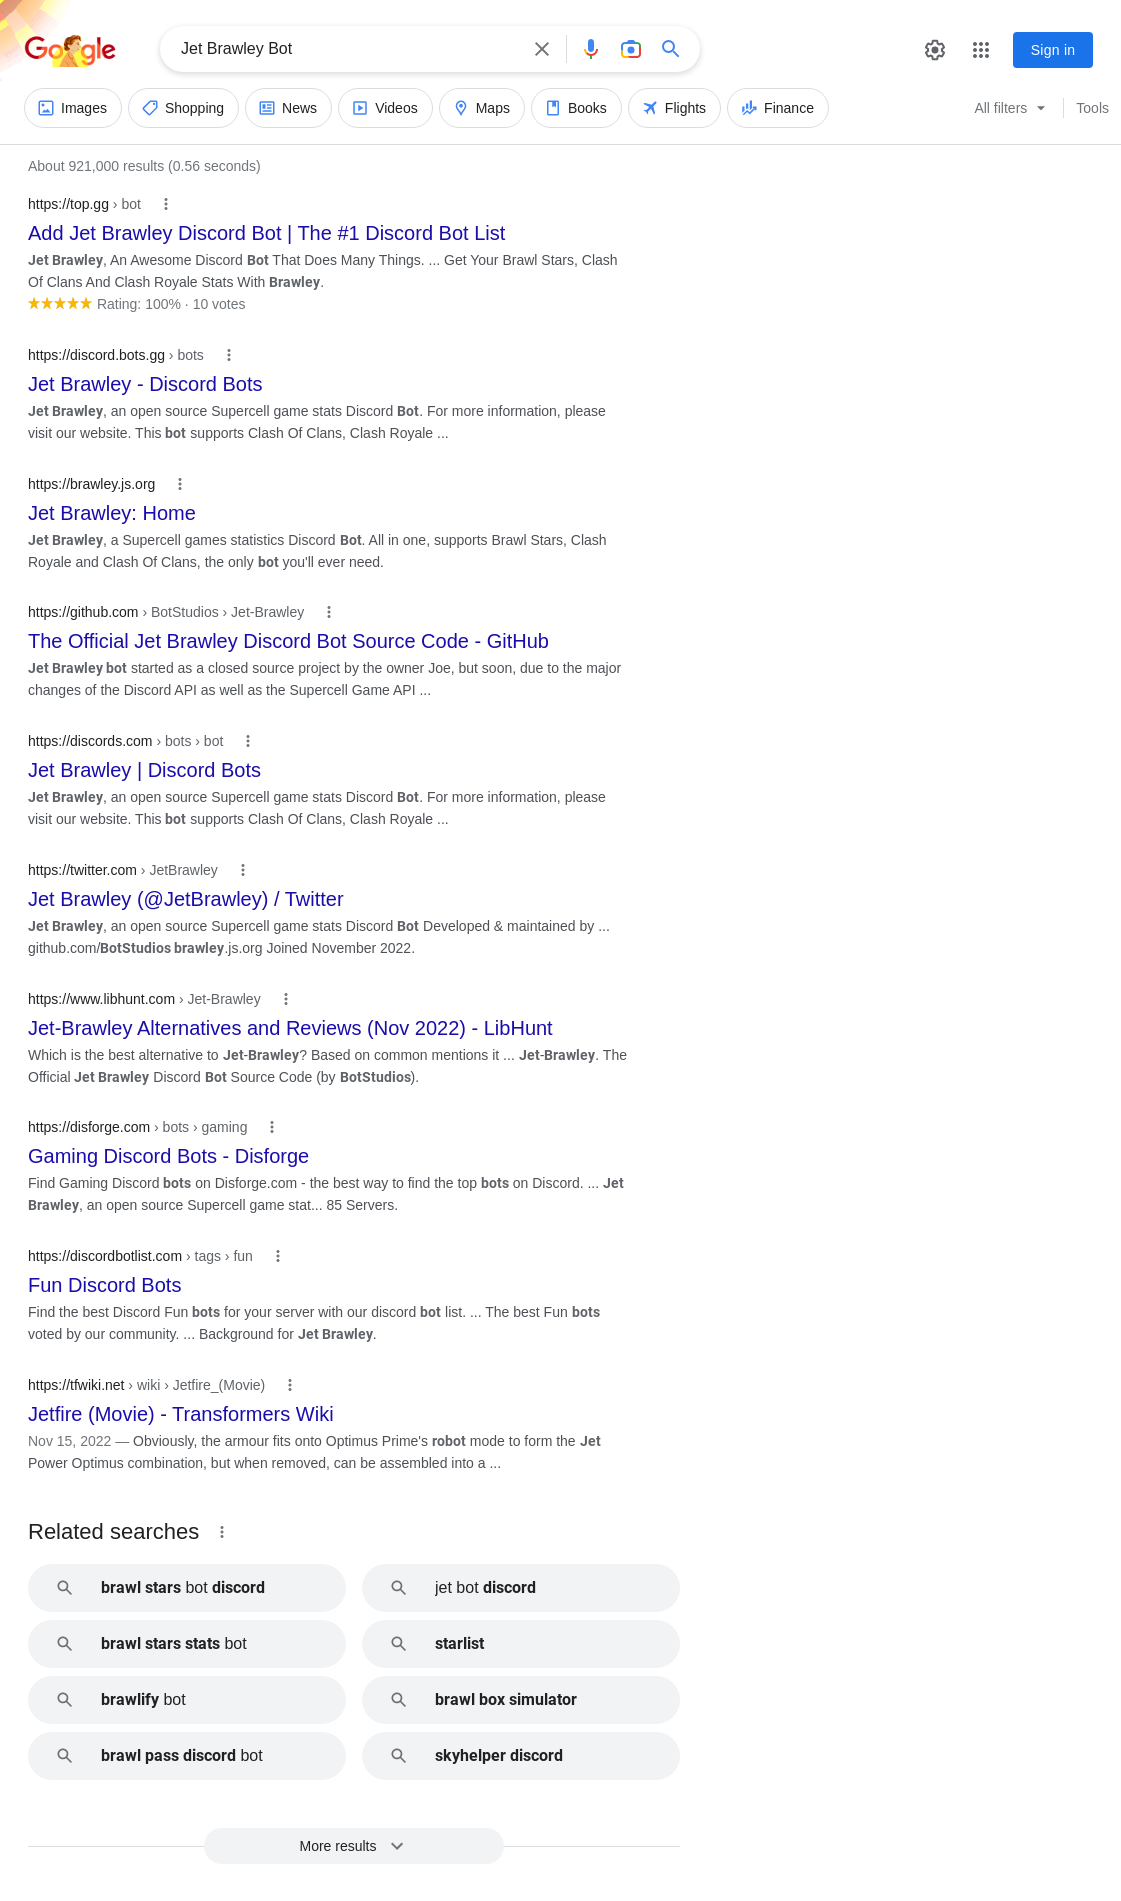 Google
Jet Brawley Bot
Sign in
Images
Shopping
News
Videos
Maps
Books
Flights
Finance
All filters
Tools
About 921,000 results (0.56 seconds)
https://top.gg › bot
Add Jet Brawley Discord Bot | The #1 Discord Bot List
Jet Brawley, An Awesome Discord Bot That Does Many Things. ... Get Your Brawl Stars, Clash
Of Clans And Clash Royale Stats With Brawley.
Rating: 100% · 10 votes
https://discord.bots.gg › bots
Jet Brawley - Discord Bots
Jet Brawley, an open source Supercell game stats Discord Bot. For more information, please
visit our website. This bot supports Clash Of Clans, Clash Royale ...
https://brawley.js.org
Jet Brawley: Home
Jet Brawley, a Supercell games statistics Discord Bot. All in one, supports Brawl Stars, Clash
Royale and Clash Of Clans, the only bot you'll ever need.
https://github.com › BotStudios › Jet-Brawley
The Official Jet Brawley Discord Bot Source Code - GitHub
Jet Brawley bot started as a closed source project by the owner Joe, but soon, due to the major
changes of the Discord API as well as the Supercell Game API ...
https://discords.com › bots › bot
Jet Brawley | Discord Bots
Jet Brawley, an open source Supercell game stats Discord Bot. For more information, please
visit our website. This bot supports Clash Of Clans, Clash Royale ...
https://twitter.com › JetBrawley
Jet Brawley (@JetBrawley) / Twitter
Jet Brawley, an open source Supercell game stats Discord Bot Developed & maintained by ...
github.com/BotStudios brawley.js.org Joined November 2022.
https://www.libhunt.com › Jet-Brawley
Jet-Brawley Alternatives and Reviews (Nov 2022) - LibHunt
Which is the best alternative to Jet-Brawley? Based on common mentions it ... Jet-Brawley. The
Official Jet Brawley Discord Bot Source Code (by BotStudios).
https://disforge.com › bots › gaming
Gaming Discord Bots - Disforge
Find Gaming Discord bots on Disforge.com - the best way to find the top bots on Discord. ... Jet
Brawley, an open source Supercell game stat... 85 Servers.
https://discordbotlist.com › tags › fun
Fun Discord Bots
Find the best Discord Fun bots for your server with our discord bot list. ... The best Fun bots
voted by our community. ... Background for Jet Brawley.
https://tfwiki.net › wiki › Jetfire_(Movie)
Jetfire (Movie) - Transformers Wiki
Nov 15, 2022 — Obviously, the armour fits onto Optimus Prime's robot mode to form the Jet
Power Optimus combination, but when removed, can be assembled into a ...
Related searches
brawl stars bot discord
jet bot discord
brawl stars stats bot
starlist
brawlify bot
brawl box simulator
brawl pass discord bot
skyhelper discord
More results